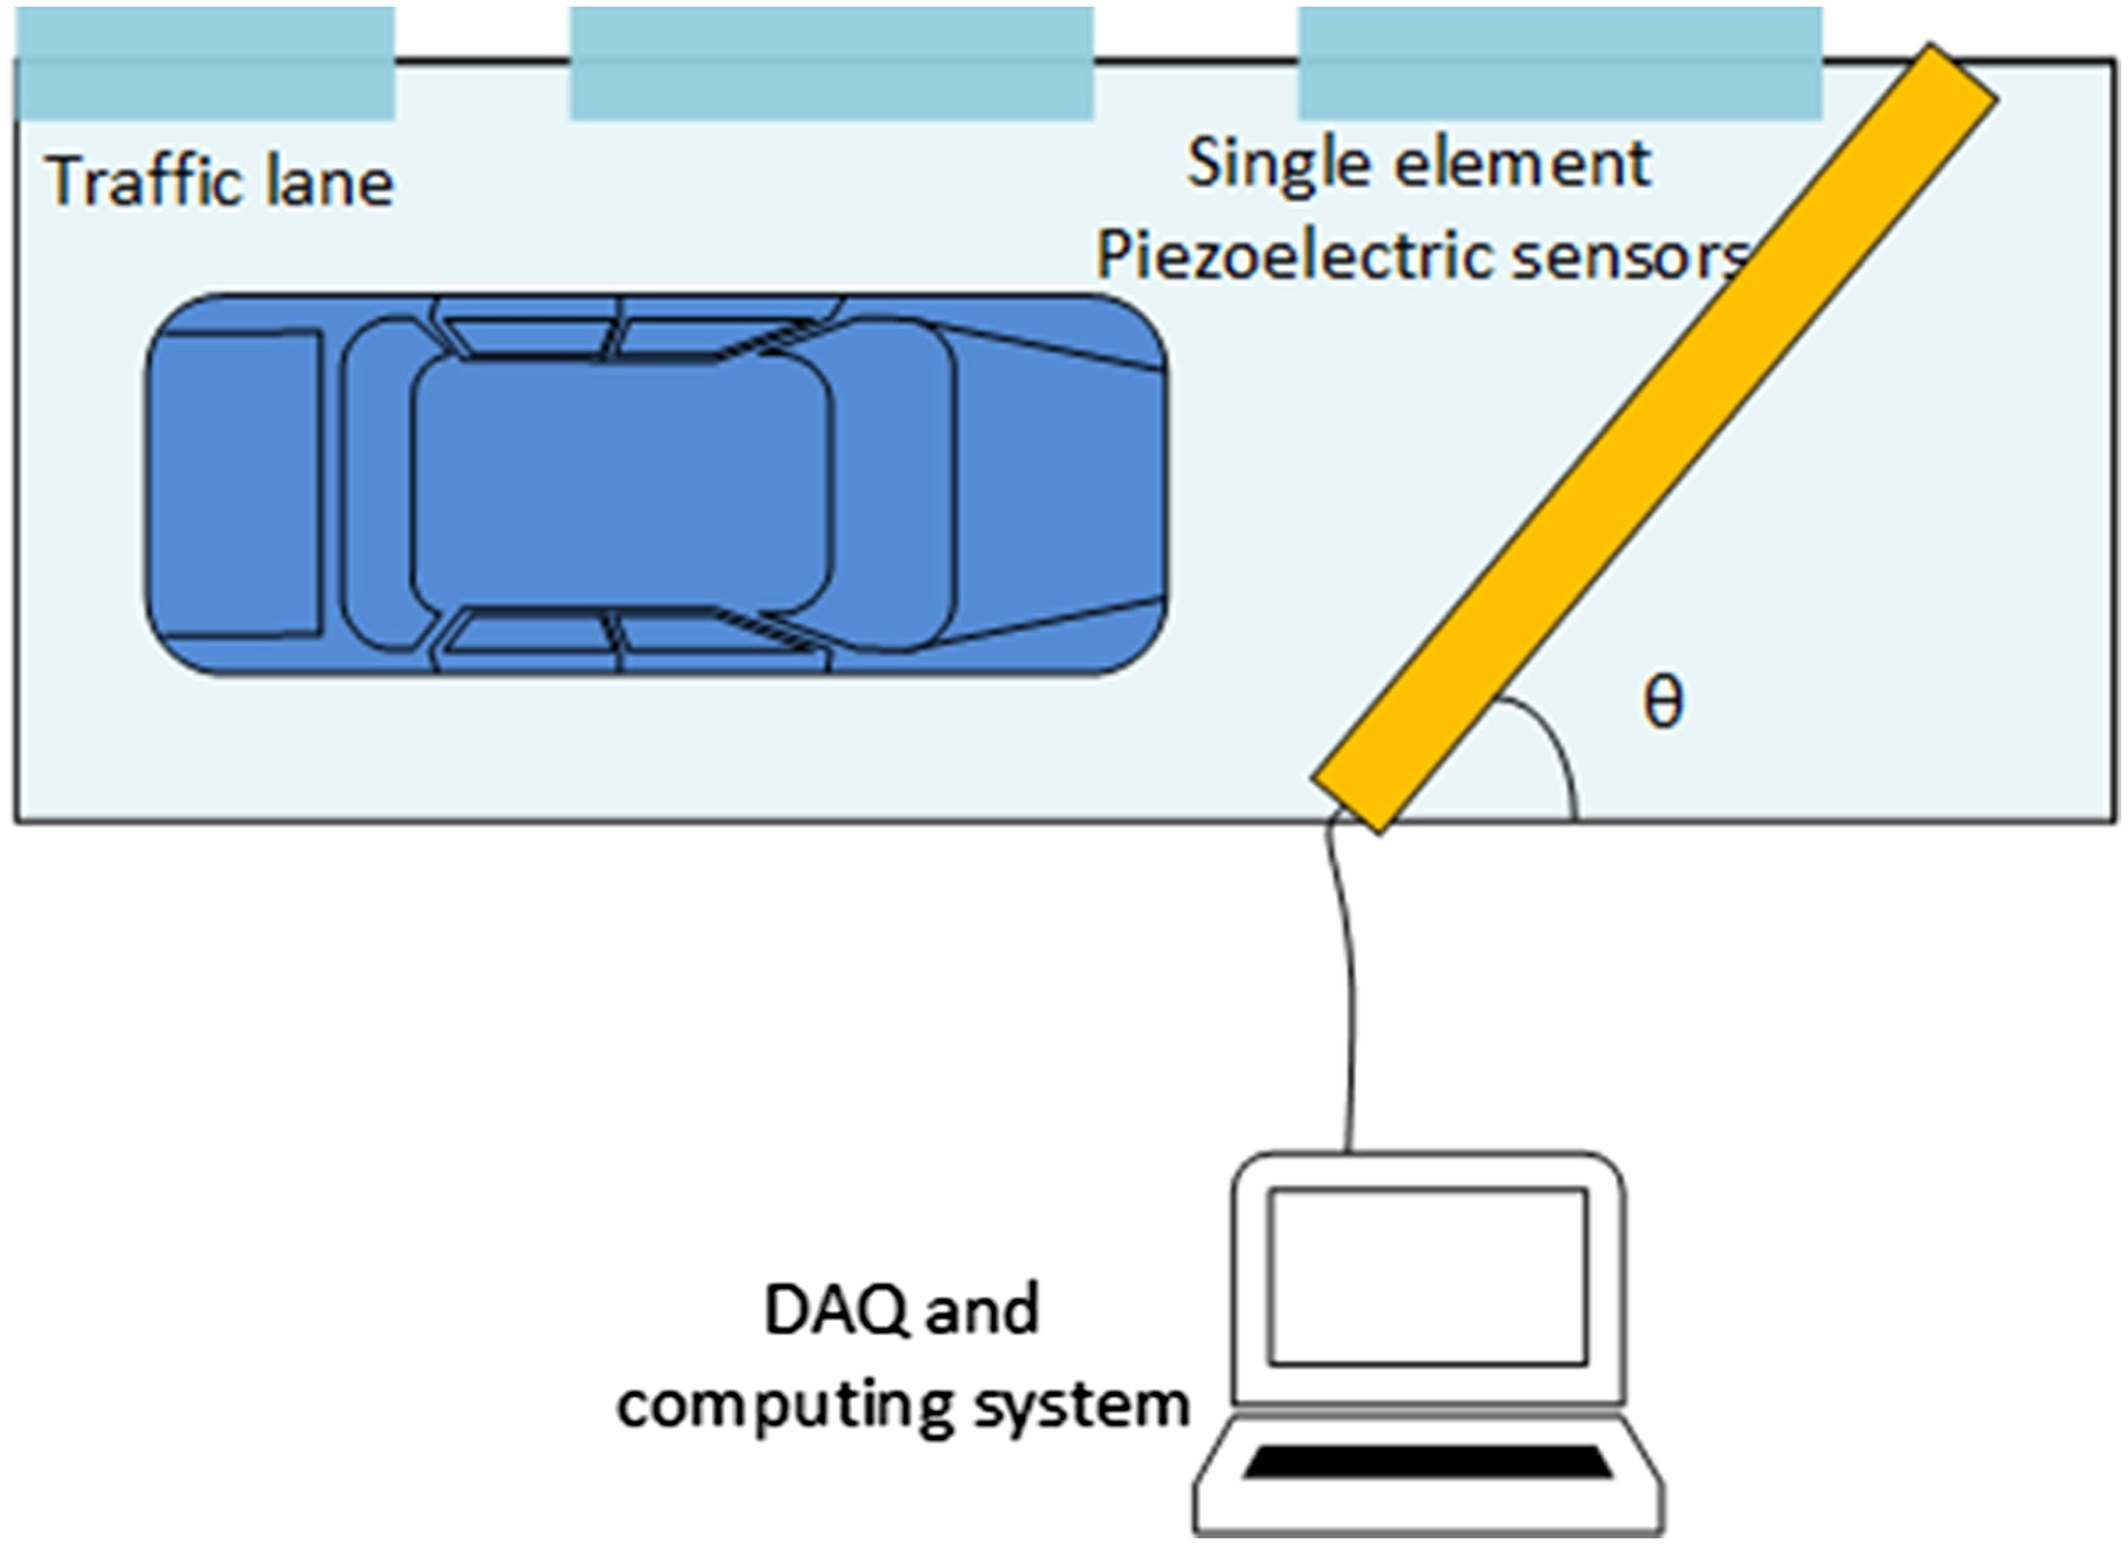 Traffic lane
Single element
Piezoelectric sensors
θ
DAQ and
computing system